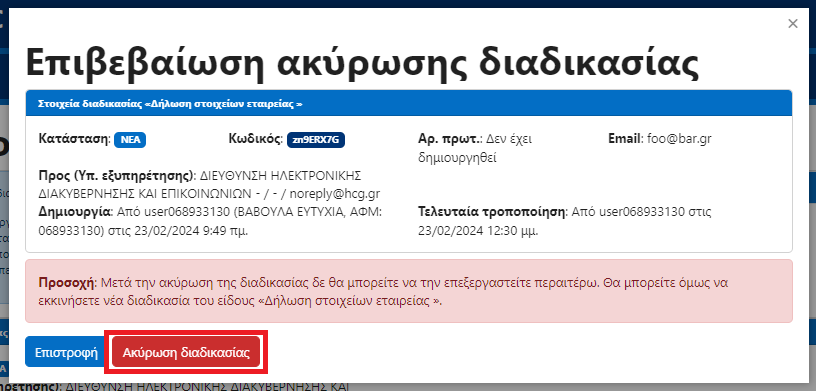 ×
Επιβεβαίωση ακύρωσης διαδικασίας
Στοιχεία διαδικασίας «Δήλωση στοιχείων εταιρείας »
Κατάσταση: ΝΕΑ Κωδικός: zn9ERX7G Αρ. πρωτ.: Δεν έχει Email: foo@bar.gr
δημιουργηθεί
Προς (Υπ. εξυπηρέτησης): ΔΙΕΥΘΥΝΣΗ ΗΛΕΚΤΡΟΝΙΚΗΣ
ΔΙΑΚΥΒΕΡΝΗΣΗΣ ΚΑΙ ΕΠΙΚΟΙΝΩΝΙΩΝ - / - / noreply@hcg.gr
Δημιουργία: Από user068933130 (ΒΑΒΟΥΛΑ ΕΥΤΥΧΙΑ, ΑΦΜ: Τελευταία τροποποίηση: Από user068933130 στις
068933130) στις 23/02/2024 9:49 πμ. 23/02/2024 12:30 μμ.
Προσοχή: Μετά την ακύρωση της διαδικασίας δε θα μπορείτε να την επεξεργαστείτε περαιτέρω. Θα μπορείτε όμως να
εκκινήσετε νέα διαδικασία του είδους «Δήλωση στοιχείων εταιρείας ».
Επιστροφή Ακύρωση διαδικασίας